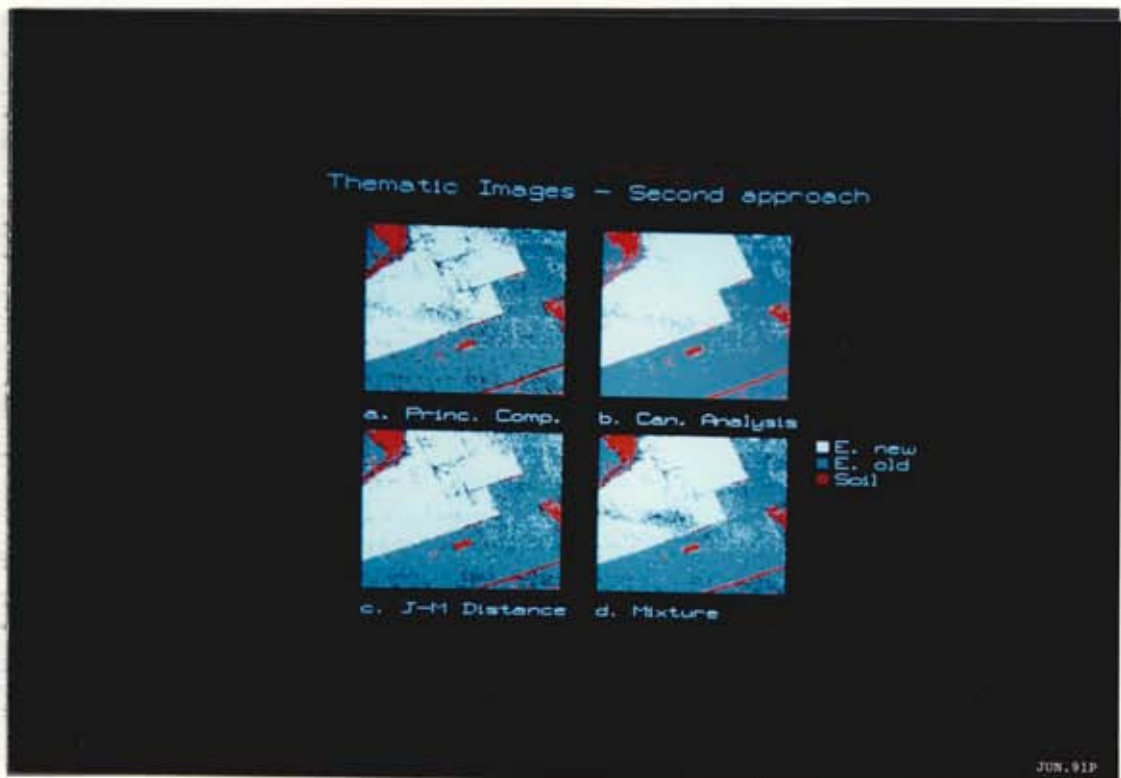 Thematic Images - Second approach
a. Princ. Comp.
b. Can. Analysis
E. new
E. old
Soil
c. J-M Distance
d. Mixture
JUN.91P